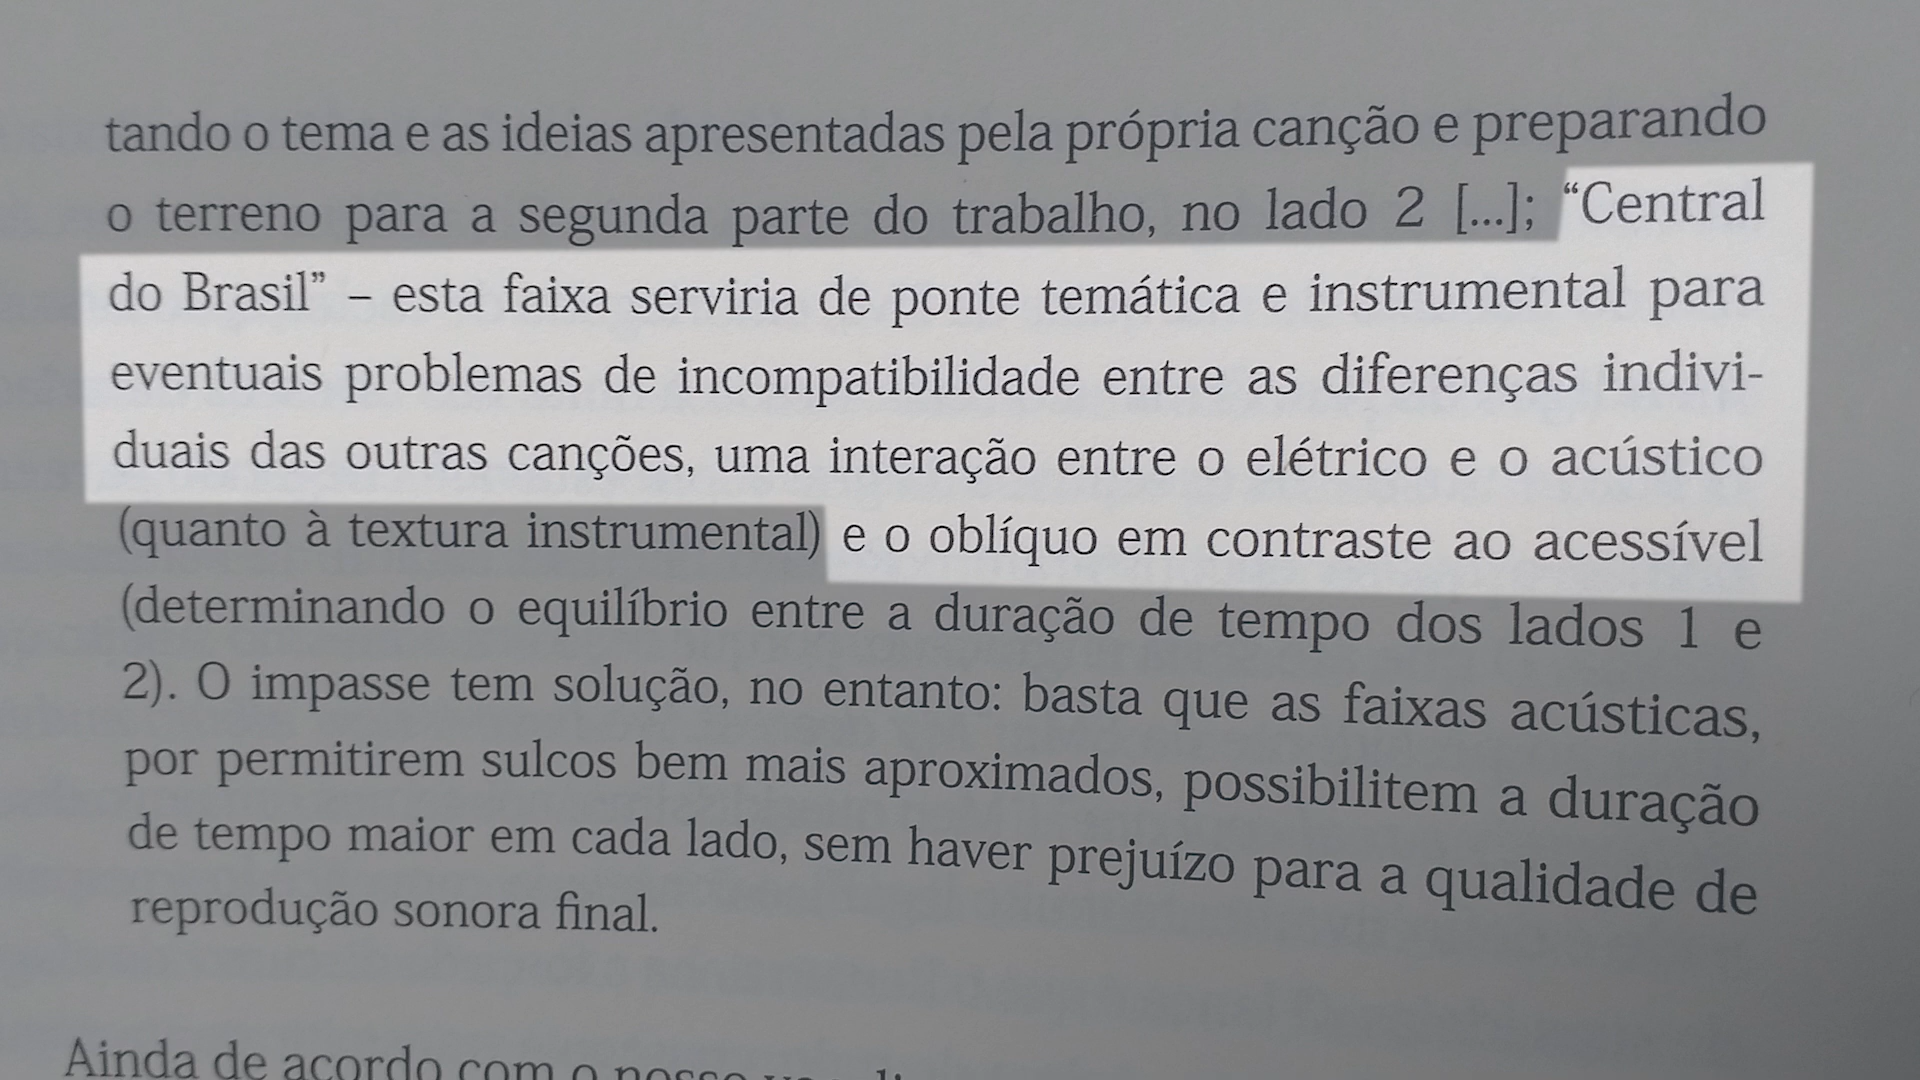 tando o tema e as ideias apresentadas pela própria canção e preparando
o terreno para a segunda parte do trabalho, no lado 2 [...]; “Central
do Brasil” – esta faixa serviria de ponte temática e instrumental para
eventuais problemas de incompatibilidade entre as diferenças indivi-
duais das outras canções, uma interação entre o elétrico e o acústico
(quanto à textura instrumental) e o oblíquo em contraste ao acessível
(determinando o equilíbrio entre a duração de tempo dos lados 1 e
2). O impasse tem solução, no entanto: basta que as faixas acústicas,
por permitirem sulcos bem mais aproximados, possibilitem a duração
de tempo maior em cada lado, sem haver prejuízo para a qualidade de
reprodução sonora final.
Ainda de acordo com o nosso